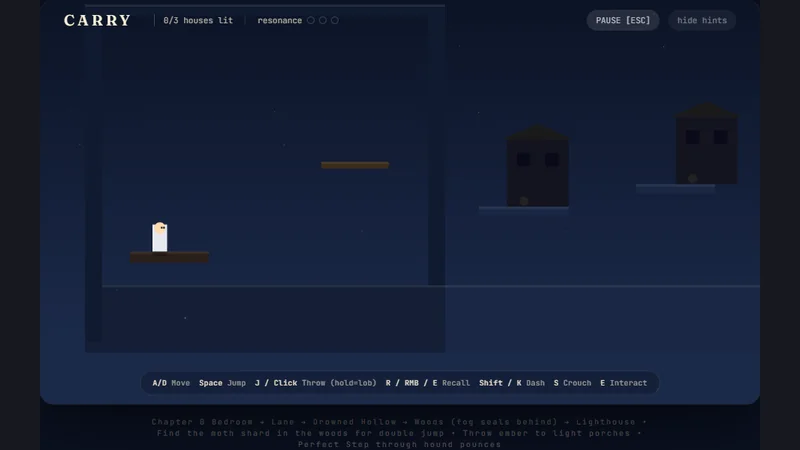 CARRY
0/3 houses lit
resonance
PAUSE [ESC]
hide hints
A/D Move Space Jump J / Click Throw (hold=lob) R / RMB / E Recall Shift / K Dash S Crouch E Interact
Chapter 0 Bedroom → Lane → Drowned Hollow → Woods (fog seals behind) → Lighthouse •
Find the moth shard in the woods for double jump • Throw ember to light porches •
Perfect Step through hound pounces